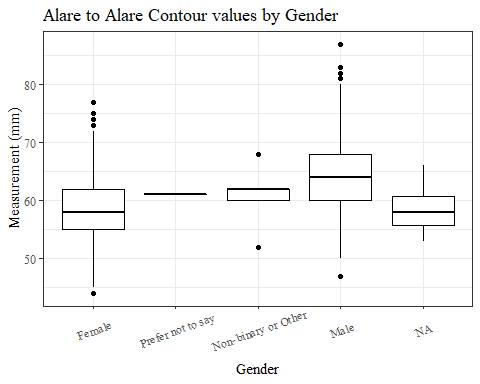 Alare to Alare Contour values by Gender
Measurement (mm)
80
70
60
50
Female
Prefer not to say
Non-binary or Other
Male
NA
Gender